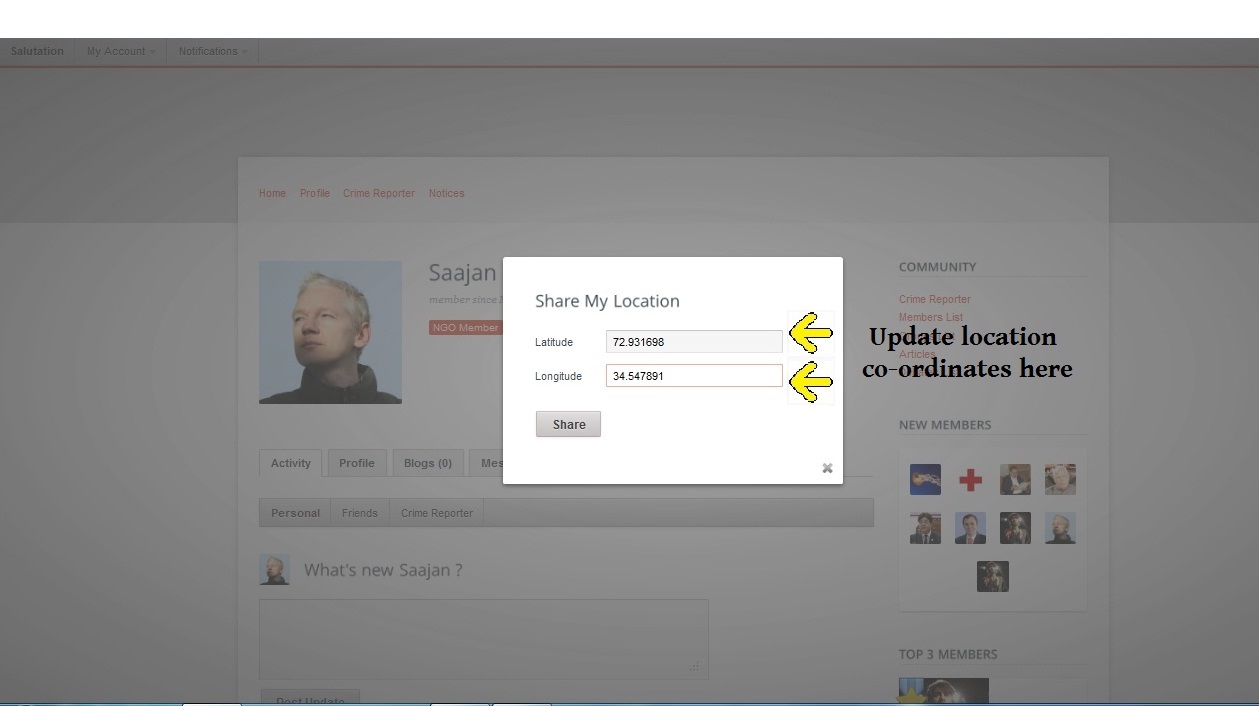 Salutation My Account Notifications
Home Profile Crime Reporter Notices
Saajan
member since
NGO Member
Share My Location
Latitude 72.931698
Longitude 34.547891
Share
Update location
co-ordinates here
COMMUNITY
Crime Reporter
Members List
Articles
NEW MEMBERS
Activity Profile Blogs (0) Mes
Personal Friends Crime Reporter
What's new Saajan ?
Post Update
TOP 3 MEMBERS